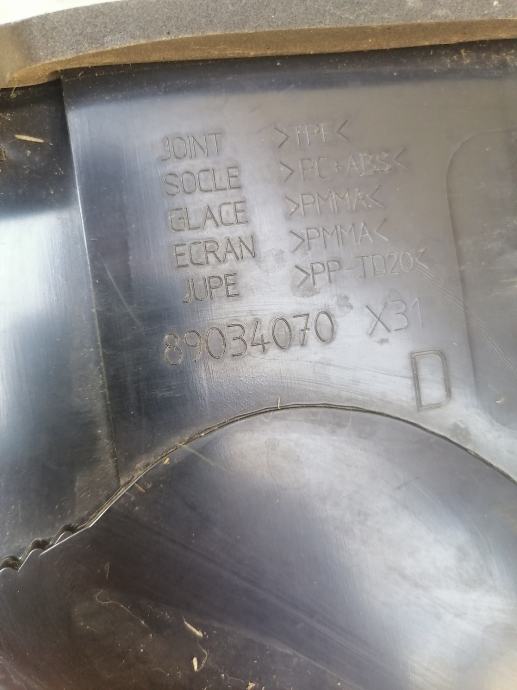 JOINT >TPE<
SOCLE >PC+ABS<
GLACE >PMMA<
ECRAN >PMMA<
JUPE >PP-TD20<
89034070 X31
D